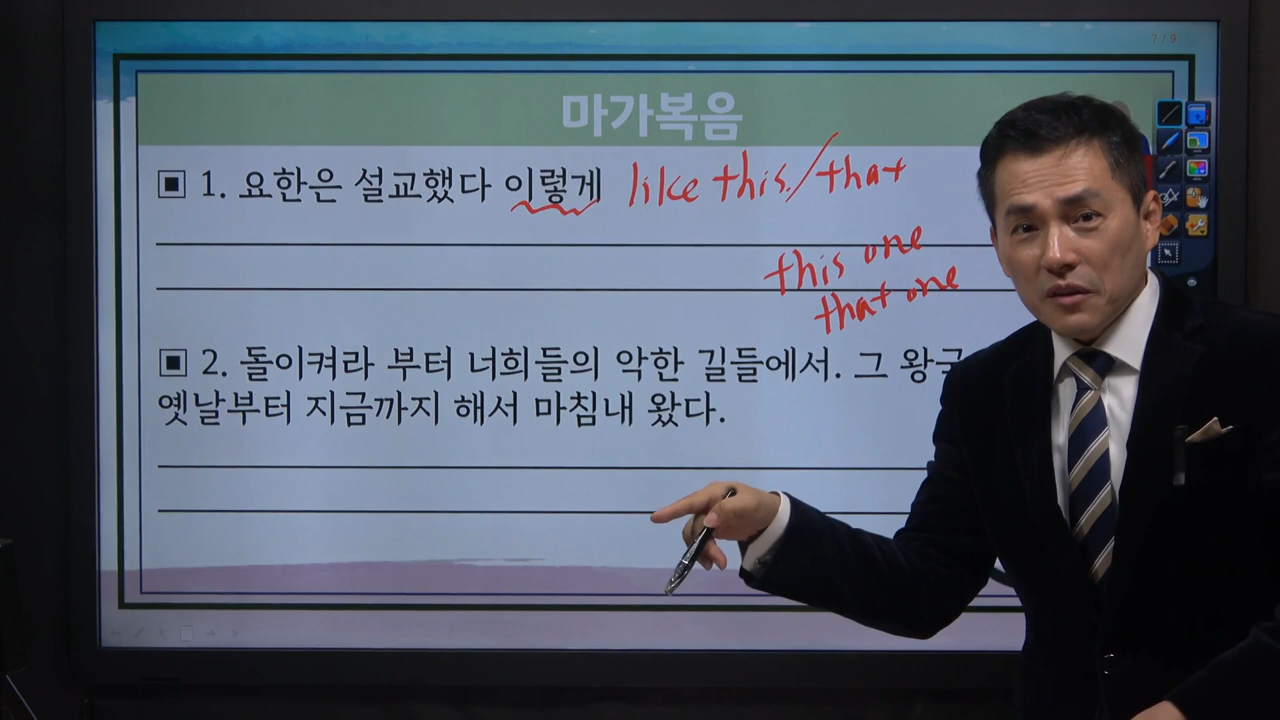 7 / 9
마가복음
▣ 1. 요한은 설교했다 이렇게 like this./that
this one
that one
▣ 2. 돌이켜라 부터 너희들의 악한 길들에서. 그 왕국
옛날부터 지금까지 해서 마침내 왔다.